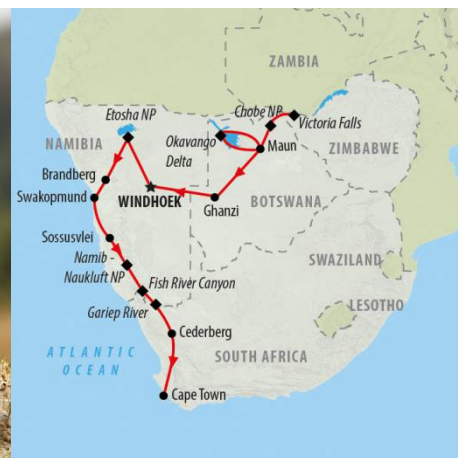 ZAMBIA
Etosha NP
Chobe NP
Victoria Falls
NAMIBIA
Okavango
Delta
Maun
ZIMBABWE
Brandberg
Swakopmund
WINDHOEK
Ghanzi
BOTSWANA
Sossusvlei
Namib -
Naukluft NP
SWAZILAND
Fish River Canyon
Gariep River
LESOTHO
Cederberg
ATLANTIC
OCEAN
SOUTH AFRICA
Cape Town